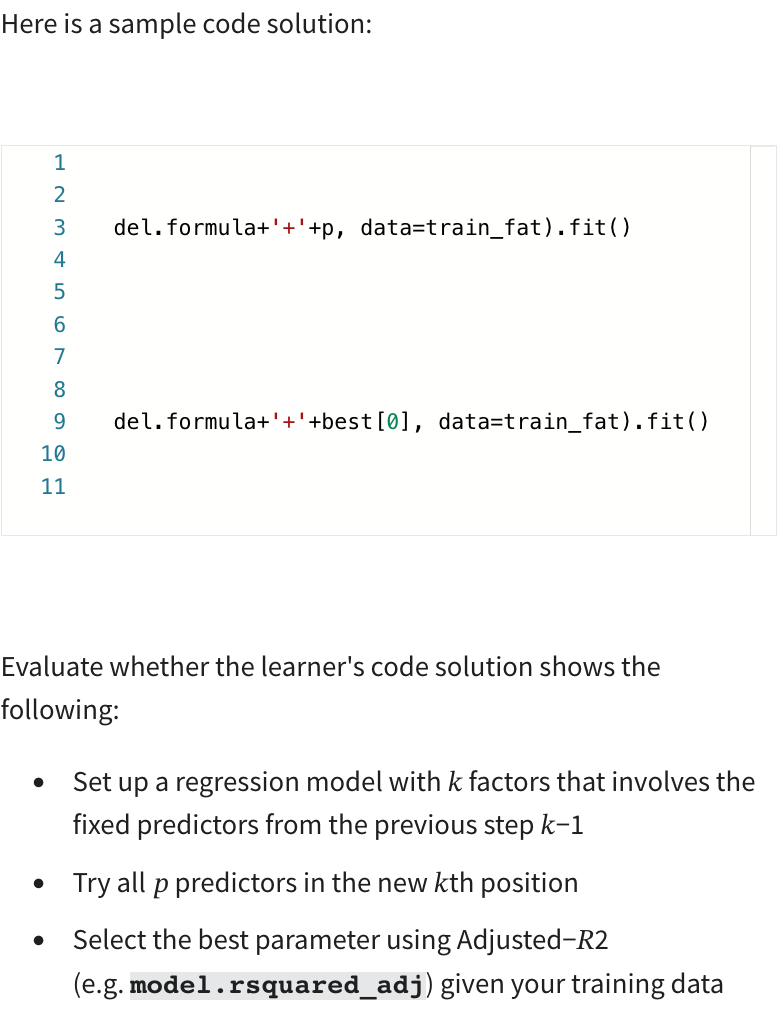 Here is a sample code solution:
1
2
3 del.formula+'+'+p, data=train_fat).fit()
4
5
6
7
8
9 del.formula+'+'+best[0], data=train_fat).fit()
10
11
Evaluate whether the learner's code solution shows the
following:
• Set up a regression model with k factors that involves the
fixed predictors from the previous step k−1
• Try all p predictors in the new kth position
• Select the best parameter using Adjusted−R2
(e.g. model.rsquared_adj) given your training data